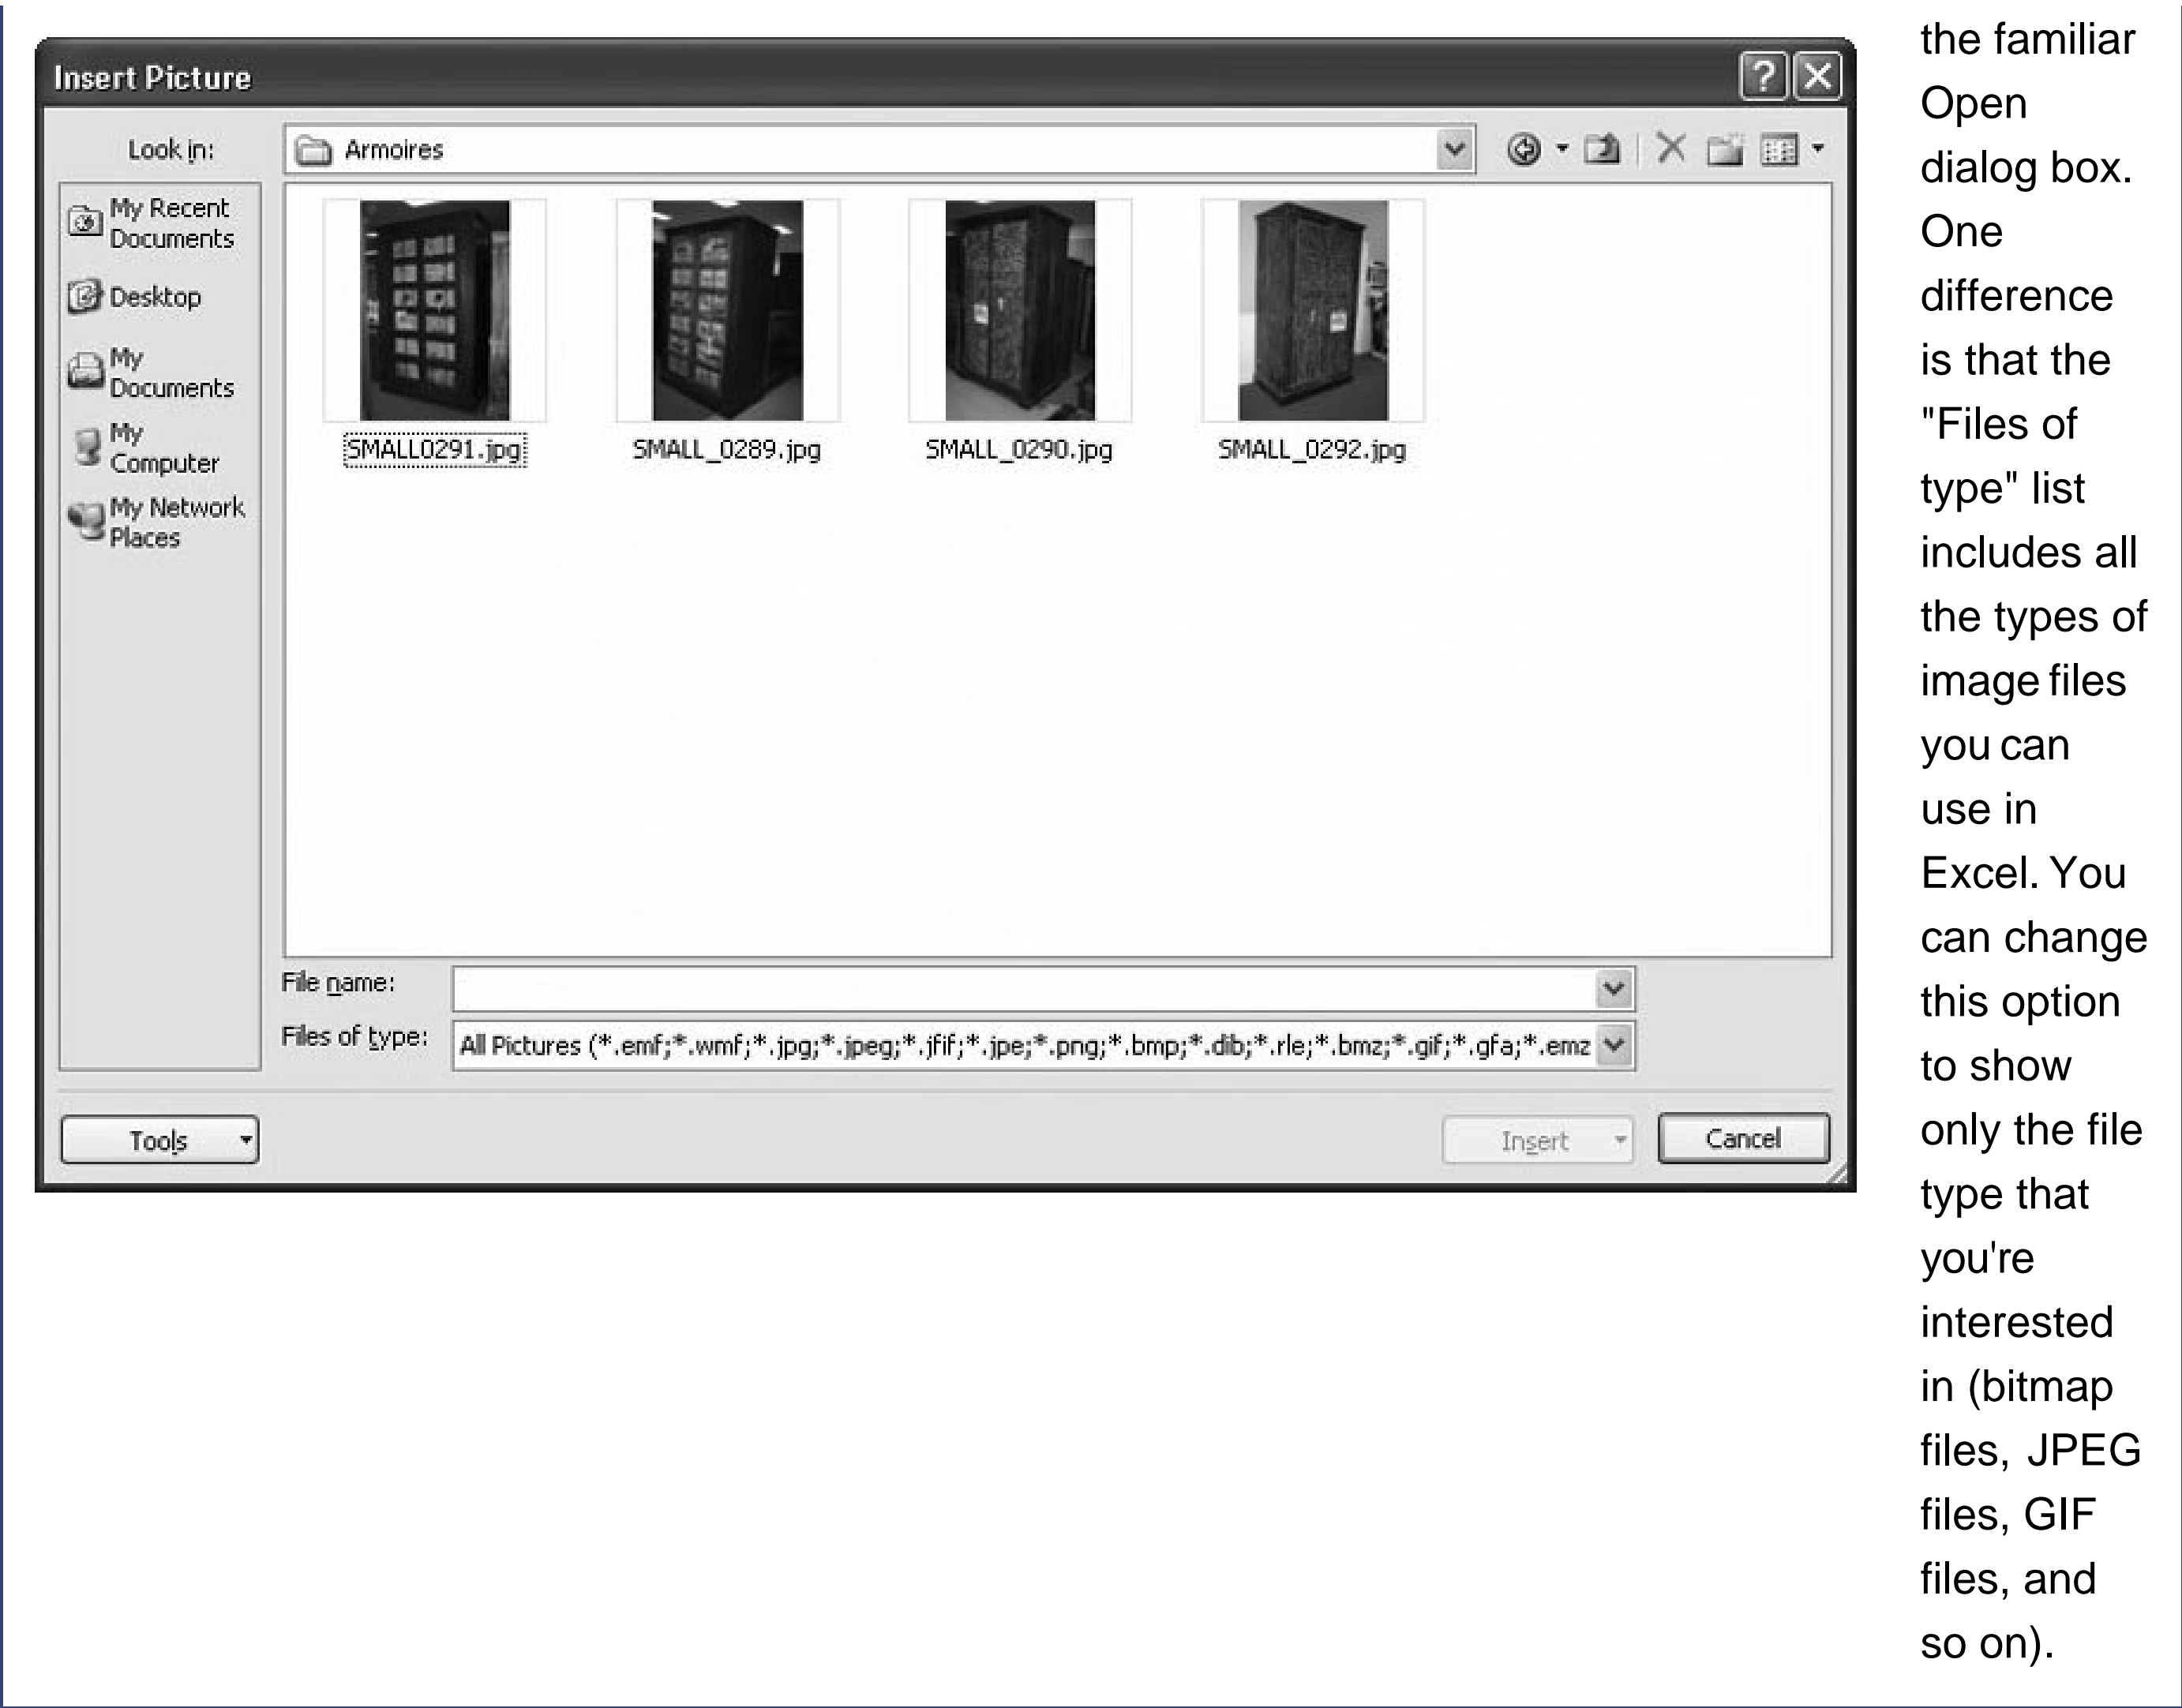 Insert Picture
Look in:
Armoires
My Recent
Documents
Desktop
My
Documents
My
Computer
My Network
Places
SMALL0291.jpg
SMALL_0289.jpg
SMALL_0290.jpg
SMALL_0292.jpg
File name:
Files of type:
All Pictures (*.emf;*.wmf;*.jpg;*.jpeg;*.jfif;*.jpe;*.png;*.bmp;*.dib;*.rle;*.bmz;*.gif;*.gfa;*.emz
Tools
Insert
Cancel
the familiar
Open
dialog box.
One
difference
is that the
"Files of
type" list
includes all
the types of
image files
you can
use in
Excel. You
can change
this option
to show
only the file
type that
you're
interested
in (bitmap
files, JPEG
files, GIF
files, and
so on).